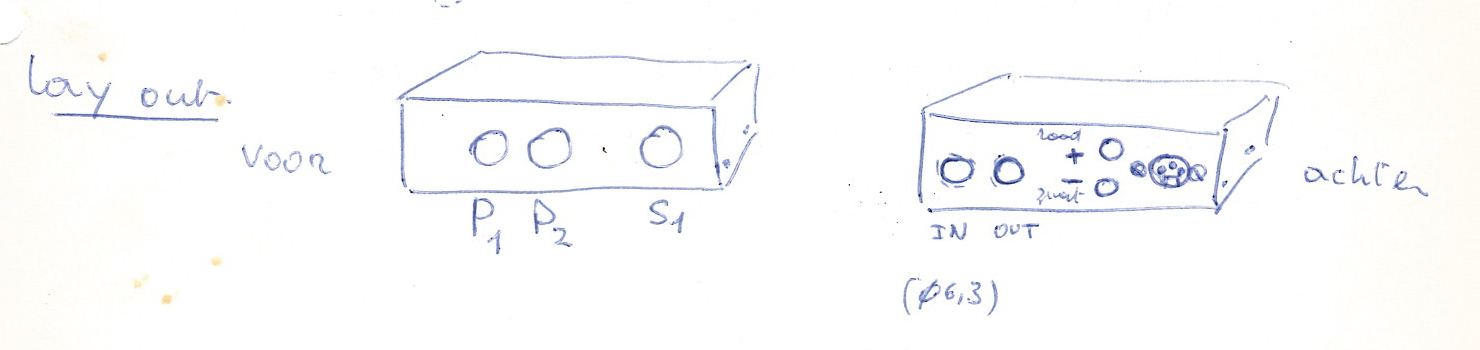 lay out.
voor
P1 P2 S1
rood
+
-
zwart
IN OUT
(ø6,3)
achter